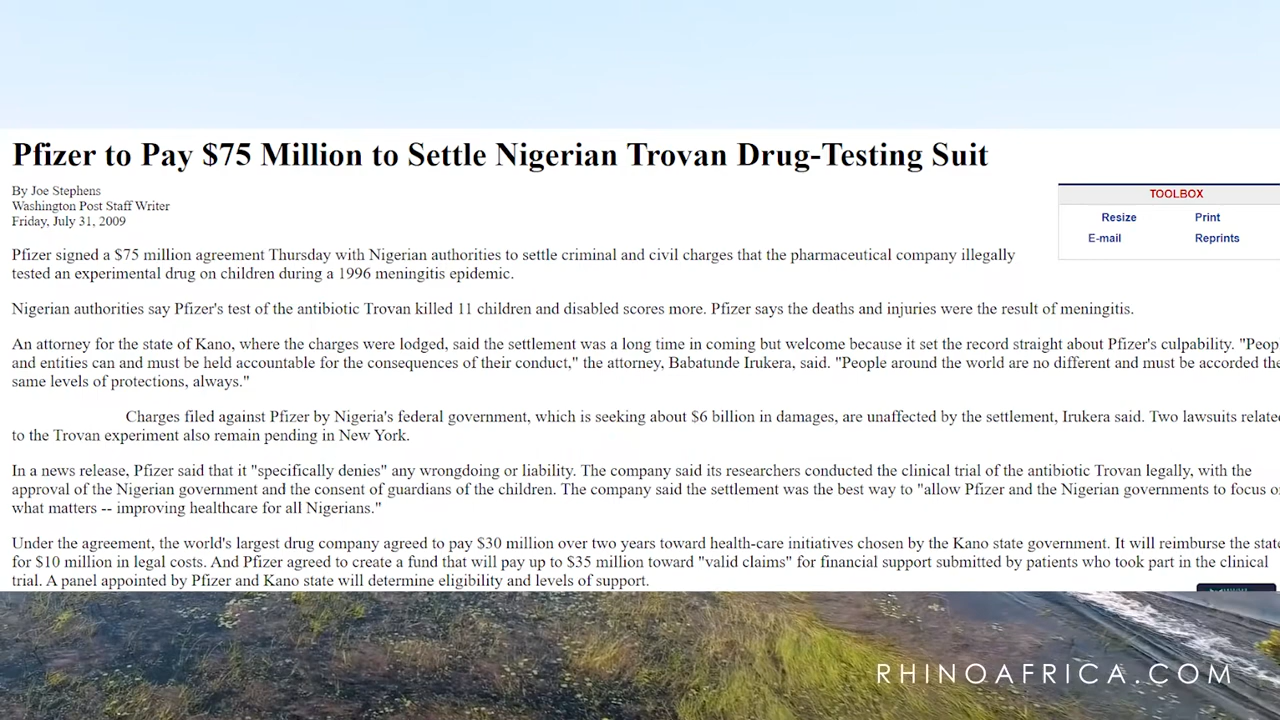 Pfizer to Pay $75 Million to Settle Nigerian Trovan Drug-Testing Suit
By Joe Stephens
Washington Post Staff Writer
Friday, July 31, 2009
TOOLBOX
Resize Print
E-mail Reprints
Pfizer signed a $75 million agreement Thursday with Nigerian authorities to settle criminal and civil charges that the pharmaceutical company illegally
tested an experimental drug on children during a 1996 meningitis epidemic.
Nigerian authorities say Pfizer's test of the antibiotic Trovan killed 11 children and disabled scores more. Pfizer says the deaths and injuries were the result of meningitis.
An attorney for the state of Kano, where the charges were lodged, said the settlement was a long time in coming but welcome because it set the record straight about Pfizer's culpability. "Peop
and entities can and must be held accountable for the consequences of their conduct," the attorney, Babatunde Irukera, said. "People around the world are no different and must be accorded the
same levels of protections, always."
Charges filed against Pfizer by Nigeria's federal government, which is seeking about $6 billion in damages, are unaffected by the settlement, Irukera said. Two lawsuits relate
to the Trovan experiment also remain pending in New York.
In a news release, Pfizer said that it "specifically denies" any wrongdoing or liability. The company said its researchers conducted the clinical trial of the antibiotic Trovan legally, with the
approval of the Nigerian government and the consent of guardians of the children. The company said the settlement was the best way to "allow Pfizer and the Nigerian governments to focus o
what matters -- improving healthcare for all Nigerians."
Under the agreement, the world's largest drug company agreed to pay $30 million over two years toward health-care initiatives chosen by the Kano state government. It will reimburse the state
for $10 million in legal costs. And Pfizer agreed to create a fund that will pay up to $35 million toward "valid claims" for financial support submitted by patients who took part in the clinical
trial. A panel appointed by Pfizer and Kano state will determine eligibility and levels of support.
RHINOAFRICA.COM